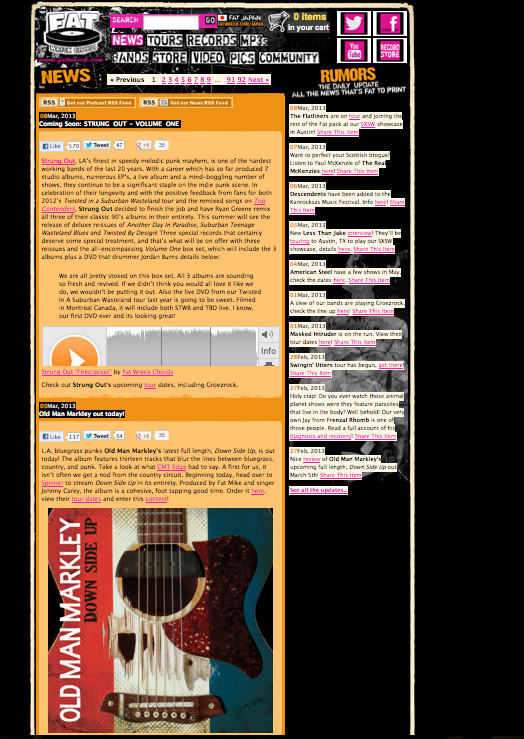 FAT
WRECK CHORDS
www.fatwreck.com
SEARCH GO FAT JAPAN
FATWRECK.COM/JAPAN
0 items
in your cart
NEWS TOURS RECORDS MP3s
BANDS STORE VIDEO PICS COMMUNITY
You
Tube
RECORD
STORE
NEWS
« Previous 1 2 3 4 5 6 7 8 9 ... 91 92 Next »
RUMORS
THE DAILY UPDATE
ALL THE NEWS THAT'S FAT TO PRINT
RSS Get our Podcast RSS Feed RSS Get our News RSS Feed
08Mar, 2013
Coming Soon: STRUNG OUT - VOLUME ONE
Like 570 Tweet 47 +1 35
Strung Out, LA's finest in speedy melodic punk mayhem, is one of the hardest
working bands of the last 20 years. With a career which has so far produced 7
studio albums, numerous EP's, a live album and a mind-boggling number of
shows, they continue to be a significant staple on the indie punk scene. In
celebration of their longevity and with the positive feedback from fans for both
2012's Twisted in a Suburban Wasteland tour and the remixed songs on Top
Contenders, Strung Out decided to finish the job and have Ryan Greene remix
all three of their classic 90's albums in their entirety. This summer will see the
release of deluxe reissues of Another Day In Paradise, Suburban Teenage
Wasteland Blues and Twisted By Design! Three special records that certainly
deserve some special treatment, and that's what will be on offer with these
reissues and the all-encompassing Volume One box set, which will include the 3
albums plus a DVD that drummer Jordan Burns details below:
We are all pretty stoked on this box set. All 3 albums are sounding
so fresh and revived. If we didn't think you would all love it like we
do, we wouldn't be putting it out. Also the live DVD from our Twisted
In A Suburban Wasteland tour last year is going to be sweet. Filmed
in Montreal Canada, it will include both STWB and TBD live. I know,
our first DVD ever and its looking great!
Info
Strung Out "Firecracker" by Fat Wreck Chords
Check out Strung Out's upcoming tour dates, including Groezrock.
05Mar, 2013
Old Man Markley out today!
Like 137 Tweet 54 +1 35
L.A. bluegrass punks Old Man Markley's latest full length, Down Side Up, is out
today! The album features thirteen tracks that blur the lines between bluegrass,
country, and punk. Take a look at what CMT Edge had to say. A first for us, it
isn't often we get a nod from the country circuit. Beginning today, head over to
Spinner to stream Down Side Up in its entirety. Produced by Fat Mike and singer
Johnny Carey, the album is a cohesive, foot tapping good time. Order it here,
view their tour dates and enter this contest!
OLD MAN MARKLEY
DOWN SIDE UP
08Mar, 2013
The Flatliners are on tour and joining the
rest of the Fat pack at our SXSW showcase
in Austin! Share This Item
07Mar, 2013
Want to perfect your Scottish brogue?
Listen to Paul McKenzie of The Real
McKenzies here! Share This Item
06Mar, 2013
Descendents have been added to the
Kanrocksas Music Festival. Info here! Share
This Item
05Mar, 2013
New Less Than Jake interview! They'll be
touring to Austin, TX to play our SXSW
showcase, details here. Share This Item
04Mar, 2013
American Steel have a few shows in May,
check the dates here. Share This Item
01Mar, 2013
A slew of our bands are playing Groezrock,
check the line up here! Share This Item
01Mar, 2013
Masked Intruder is on the run. View their
tour dates here! Share This Item
28Feb, 2013
Swingin' Utters tour has begun, get there!
Share This Item
27Feb, 2013
Holy crap! Do you ever watch those animal
planet shows were they feature parasites
that live in the body? Well behold! Our very
own Jay from Frenzal Rhomb is one of
those people. Read a full account of his
diagnosis and recovery! Share This Item
27Feb, 2013
Nice review of Old Man Markley's
upcoming full length, Down Side Up out
March 5th! Share This Item
See all the updates...